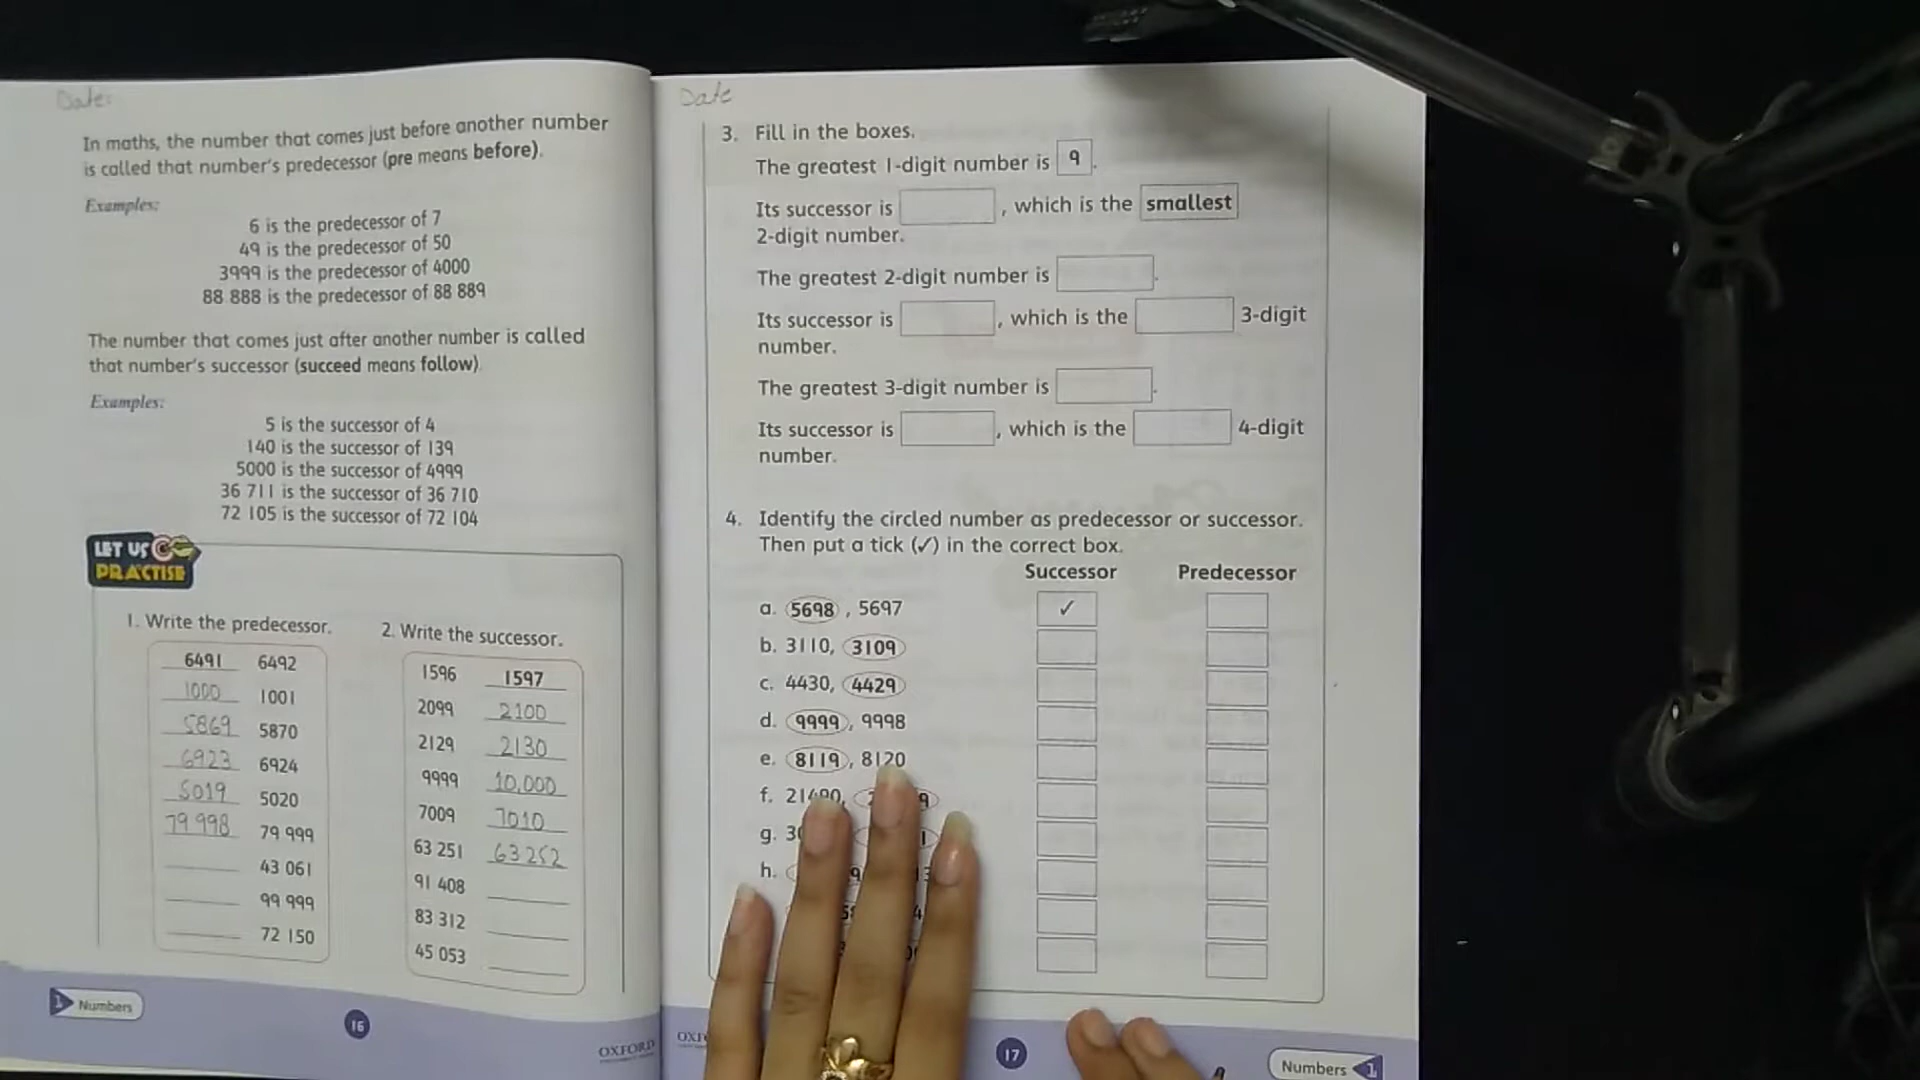 Date:
In maths, the number that comes just before another number
is called that number's predecessor (pre means before).
Examples:
6 is the predecessor of 7
49 is the predecessor of 50
3999 is the predecessor of 4000
88 888 is the predecessor of 88 889
The number that comes just after another number is called
that number's successor (succeed means follow).
Examples:
5 is the successor of 4
140 is the successor of 139
5000 is the successor of 4999
36 711 is the successor of 36 710
72 105 is the successor of 72 104
LET US
PRACTISE
1. Write the predecessor.
6491 6492
1000 1001
5869 5870
6923 6924
5019 5020
79 998 79 999
43 061
99 999
72 150
2. Write the successor.
1596 1597
2099 2100
2129 2130
9999 10,000
7009 7010
63 251 63 252
91 408
83 312
45 053
1 Numbers
16
OXFORD
Date
3. Fill in the boxes.
The greatest 1-digit number is 9.
Its successor is , which is the smallest
2-digit number.
The greatest 2-digit number is .
Its successor is , which is the 3-digit
number.
The greatest 3-digit number is .
Its successor is , which is the 4-digit
number.
4. Identify the circled number as predecessor or successor.
Then put a tick (✓) in the correct box.
Successor Predecessor
a. 5698 , 5697 ✓
b. 3110, 3109
c. 4430, 4429
d. 9999, 9998
e. 8119, 8120
f.
g.
h.
17
Numbers 1